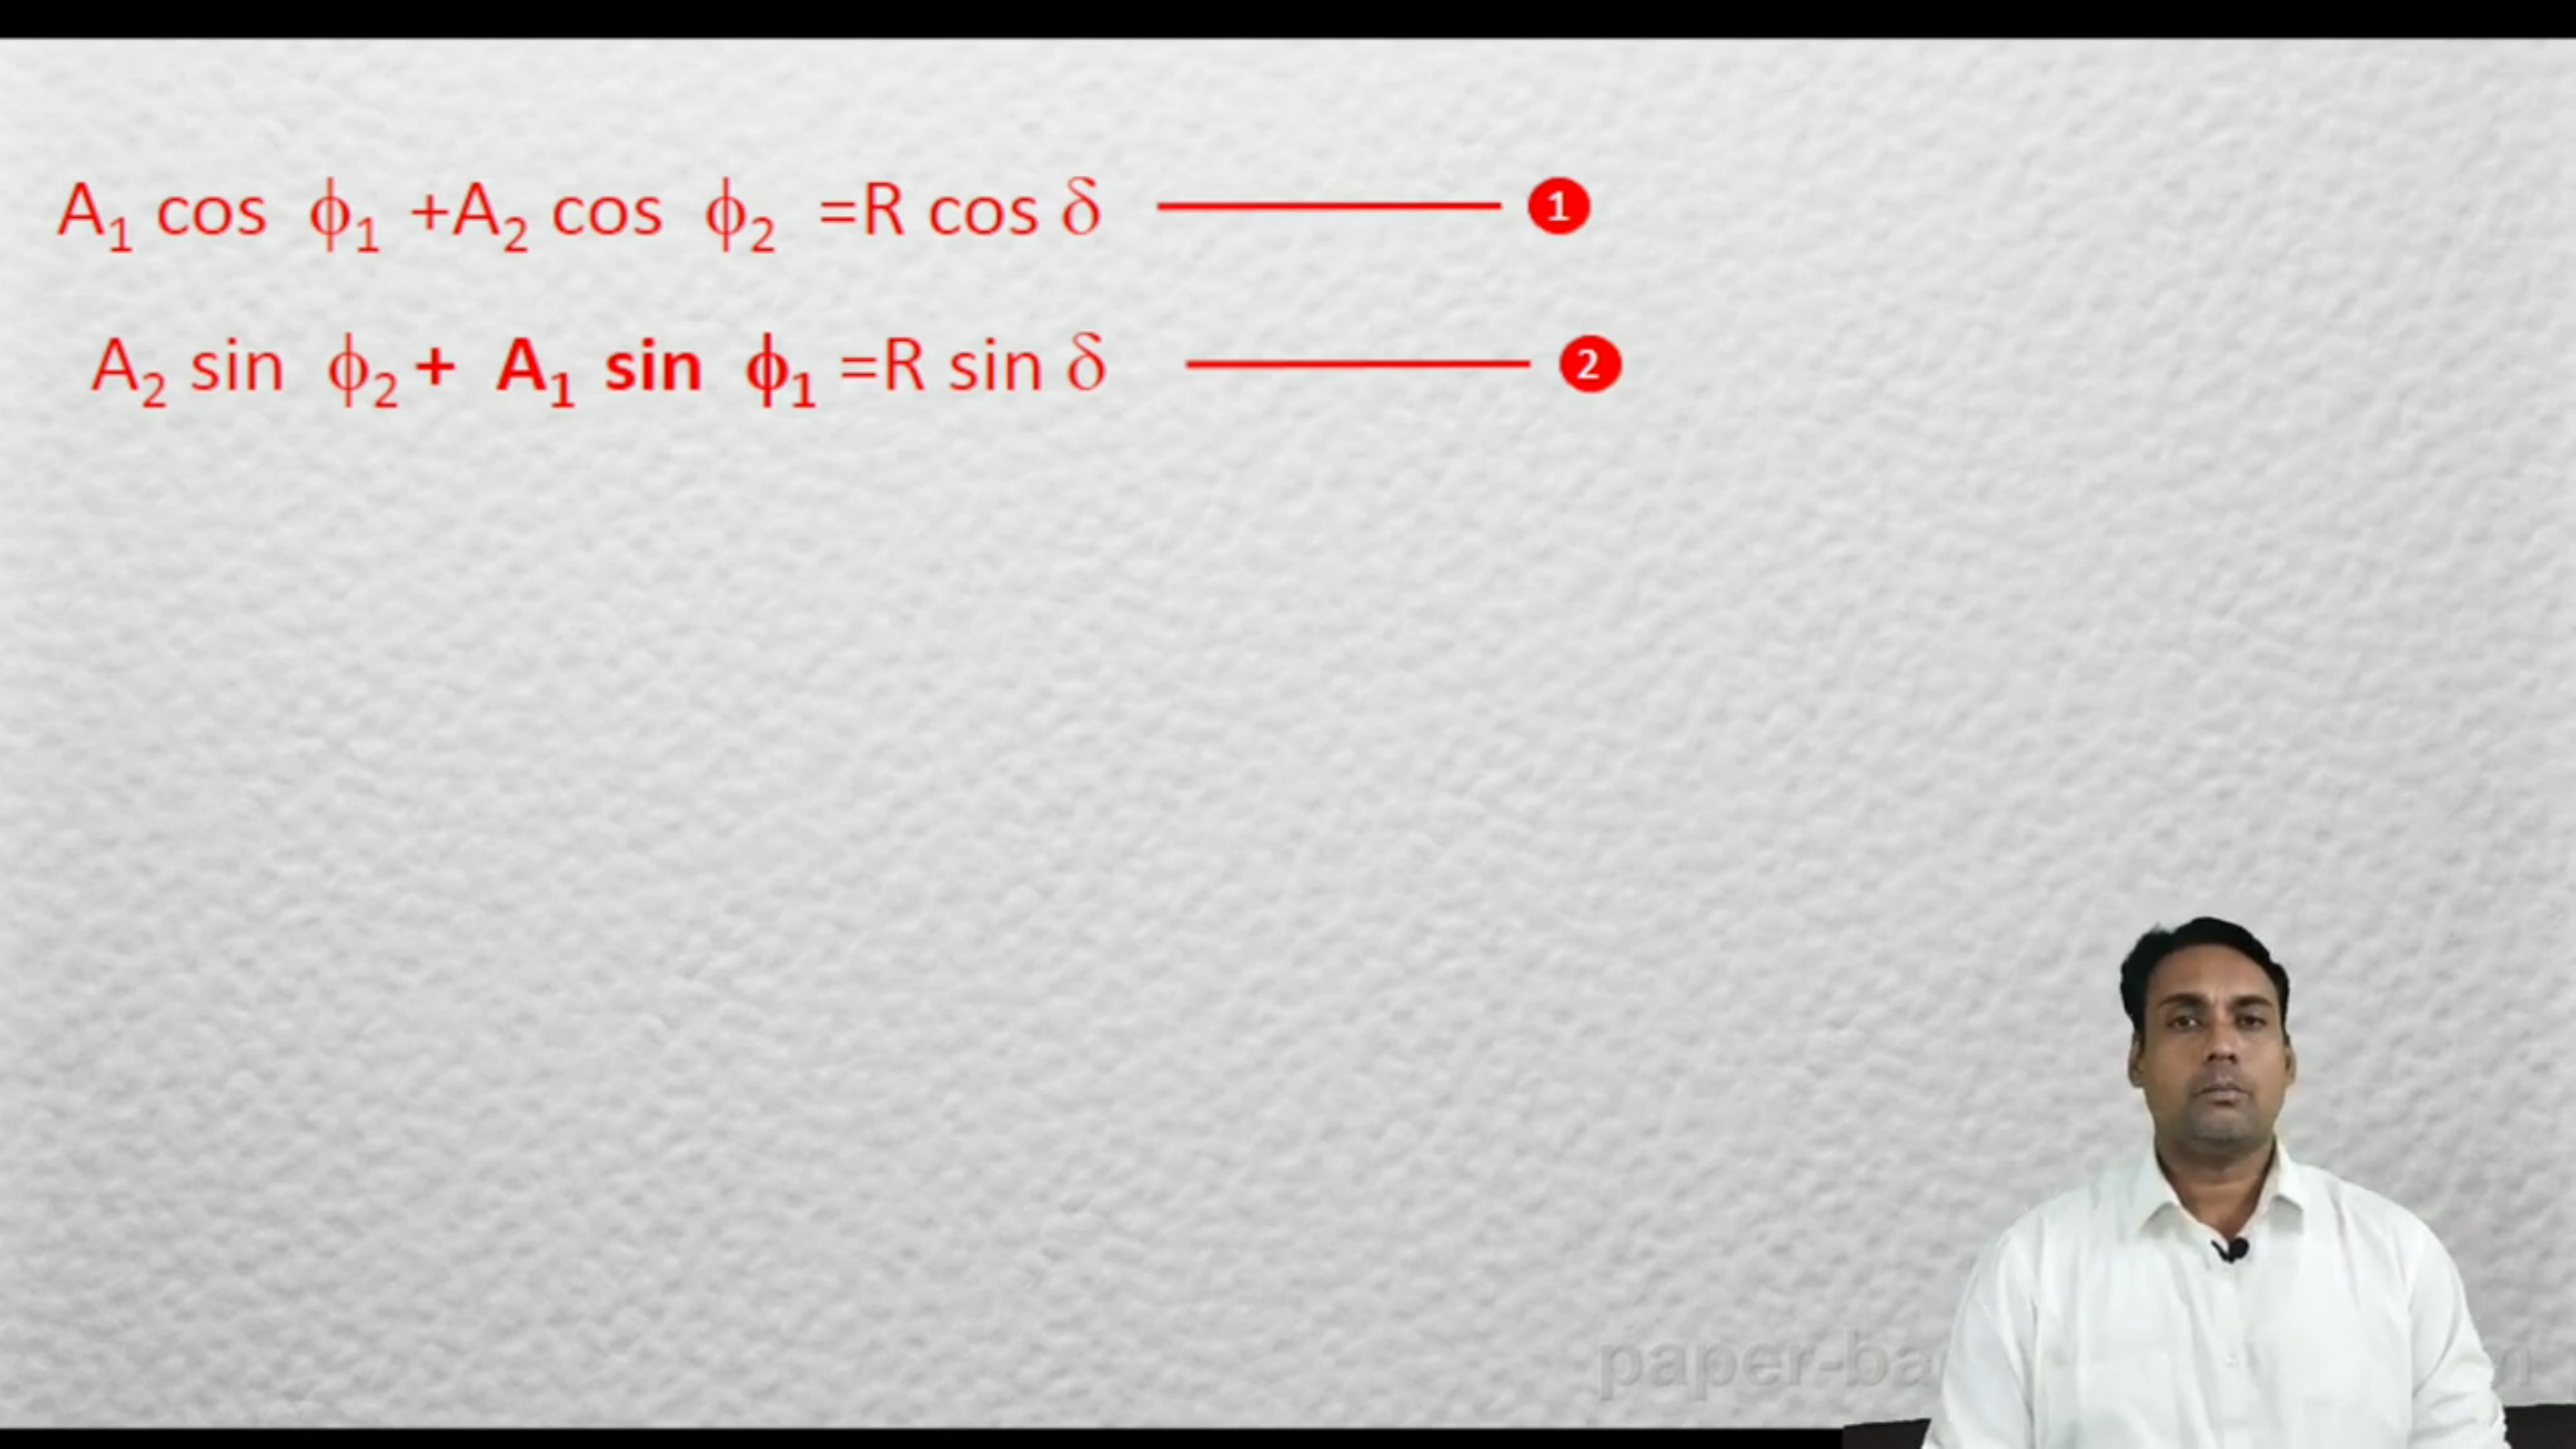 A₁ cos ϕ₁ +A₂ cos ϕ₂ =R cos δ 1
A₂ sin ϕ₂ + A₁ sin ϕ₁ =R sin δ 2